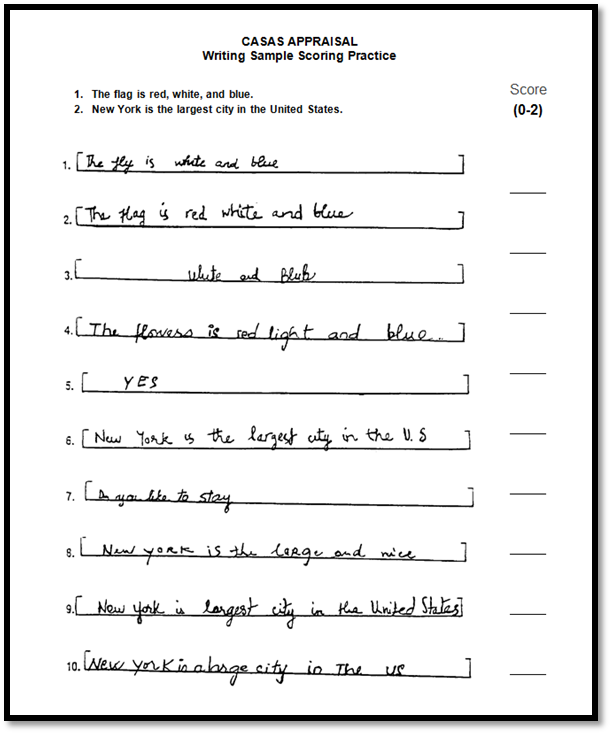 CASAS APPRAISAL
Writing Sample Scoring Practice
1. The flag is red, white, and blue.
2. New York is the largest city in the United States.
Score
(0-2)
1. [The fly is white and blue]
2. [The flag is red white and blue]
3. [white and Blub]
4. [The flowers is red light and blue..]
5. [YES]
6. [New York is the largest city in the U.S]
7. [Do you like to stay]
8. [New york is the large and nice]
9. [New york is largest city in the United States]
10. [New york is a large city in The US]